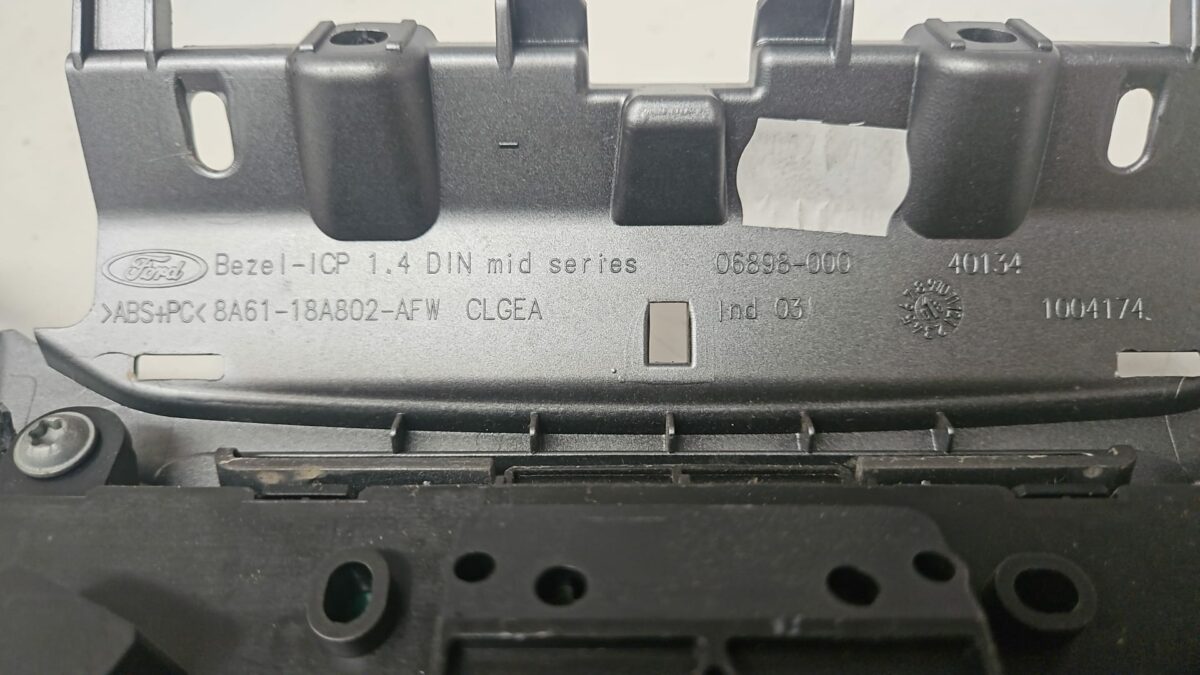 Ford Bezel-ICP 1.4 DIN mid series 06898-000 40134
>ABS+PC< 8A61-18A802-AFW CLGEA Ind 03 1004174